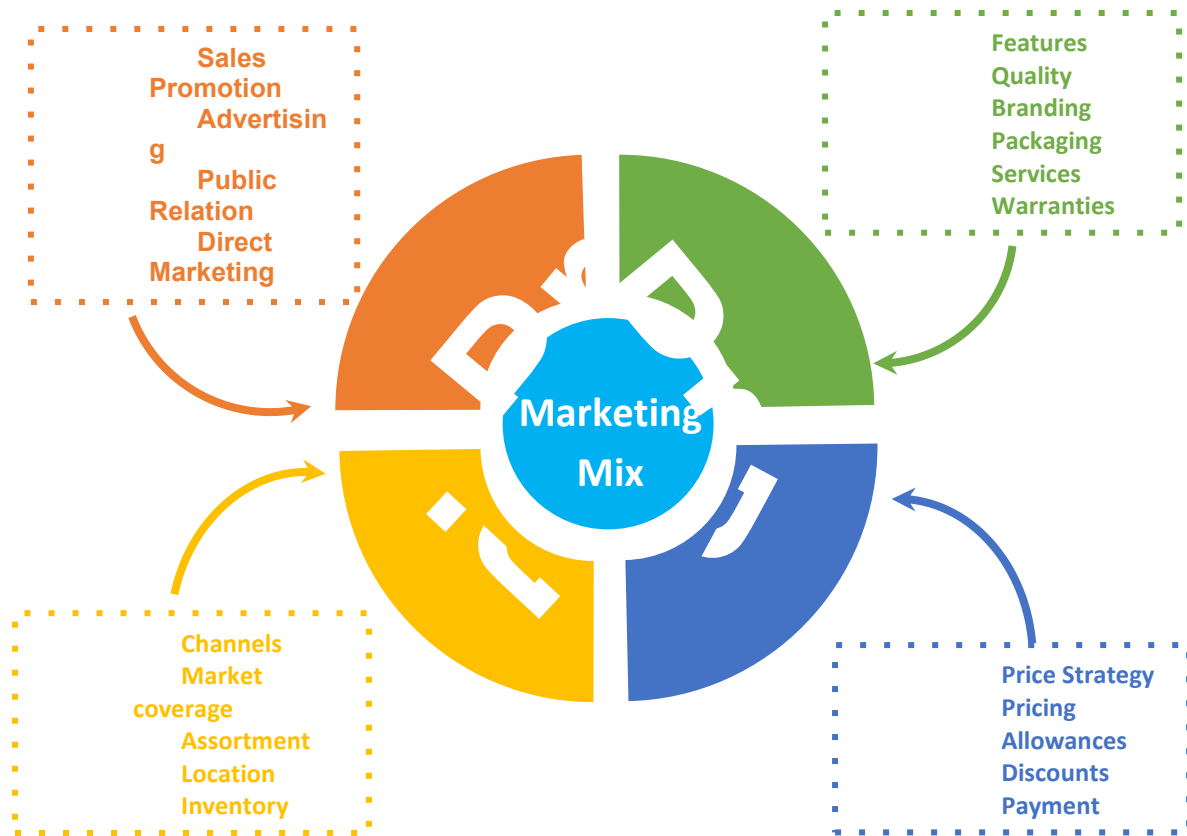 Sales
Promotion
Advertisin
g
Public
Relation
Direct
Marketing
Features
Quality
Branding
Packaging
Services
Warranties
Marketing
Mix
Channels
Market
coverage
Assortment
Location
Inventory
Price Strategy
Pricing
Allowances
Discounts
Payment